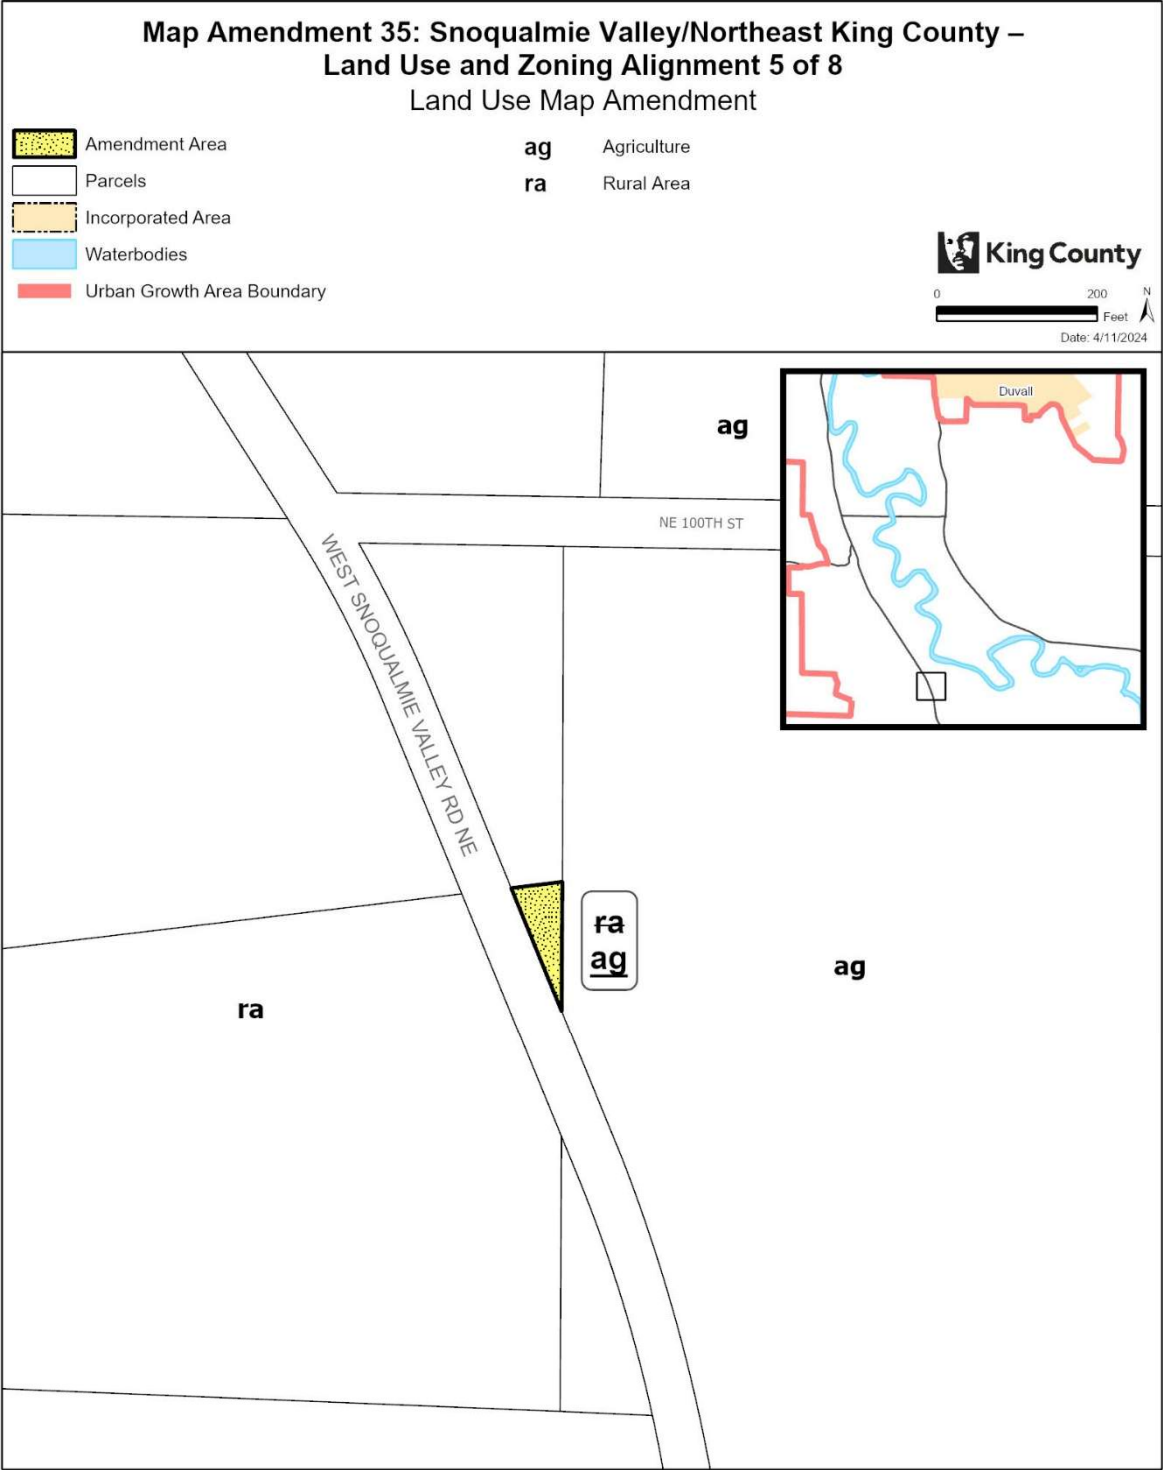 Map Amendment 35: Snoqualmie Valley/Northeast King County –
Land Use and Zoning Alignment 5 of 8
Land Use Map Amendment
Amendment Area
Parcels
Incorporated Area
Waterbodies
Urban Growth Area Boundary
ag Agriculture
ra Rural Area
King County
0 200 Feet
N
Date: 4/11/2024
Duvall
ag
NE 100TH ST
WEST SNOQUALMIE VALLEY RD NE
ra
ag
ag
ra